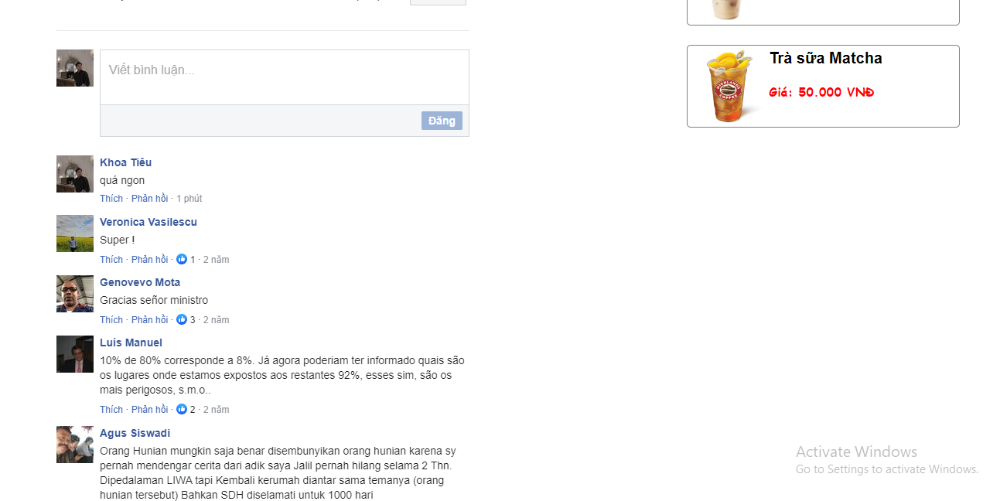 Viết bình luận...
Đăng
Khoa Tiêu
quá ngon
Thích · Phản hồi · 1 phút
Veronica Vasilescu
Super !
Thích · Phản hồi · 1 · 2 năm
Genovevo Mota
Gracias señor ministro
Thích · Phản hồi · 3 · 2 năm
Luís Manuel
10% de 80% corresponde a 8%. Já agora poderiam ter informado quais são
os lugares onde estamos expostos aos restantes 92%, esses sim, são os
mais perigosos, s.m.o..
Thích · Phản hồi · 2 · 2 năm
Agus Siswadi
Orang Hunian mungkin saja benar disembunyikan orang hunian karena sy
pernah mendengar cerita dari adik saya Jalil pernah hilang selama 2 Thn.
Dipedalaman LIWA tapi Kembali kerumah diantar sama temanya (orang
hunian tersebut) Bahkan SDH diselamati untuk 1000 hari
Trà sữa Matcha
Giá: 50.000 VNĐ
HIGHLANDS
COFFEE
Activate Windows
Go to Settings to activate Windows.